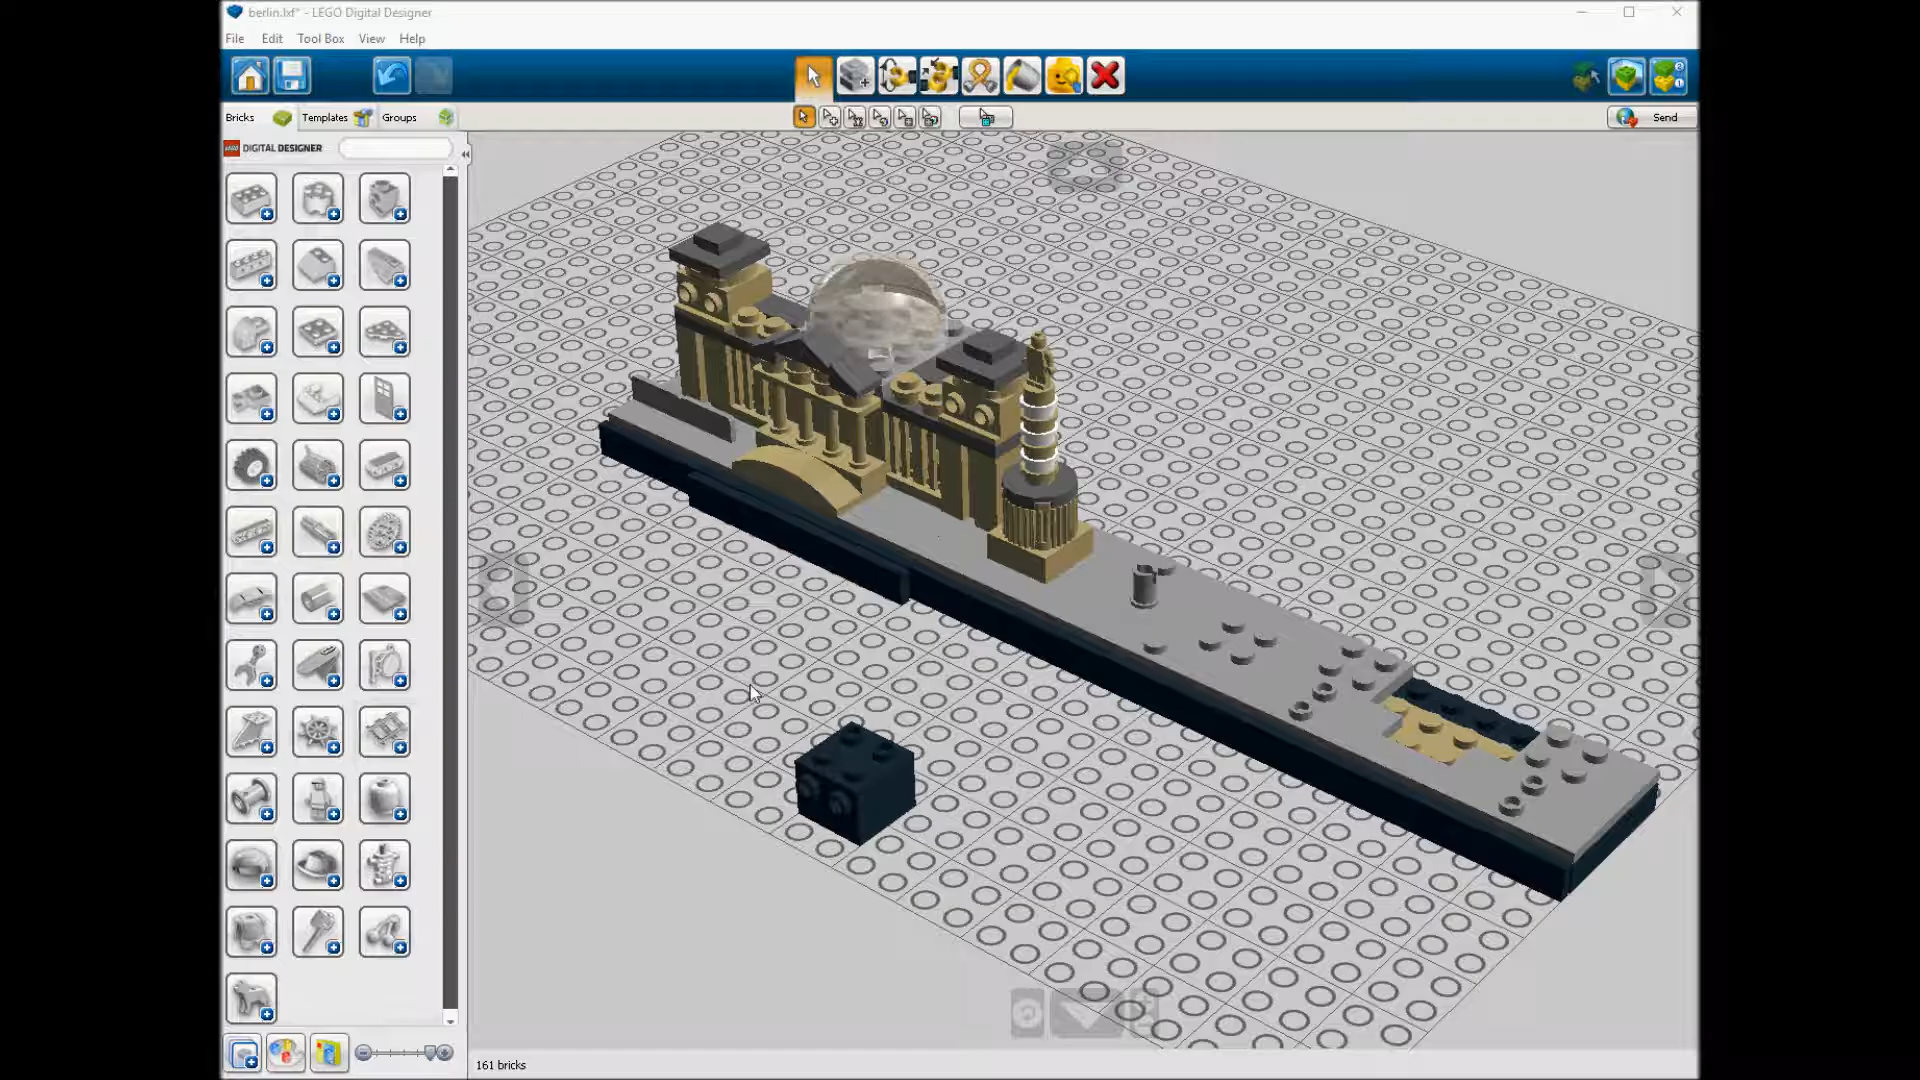 berlin.lxf* - LEGO Digital Designer
File Edit Tool Box View Help
Bricks Templates Groups Send
LEGO DIGITAL DESIGNER
161 bricks